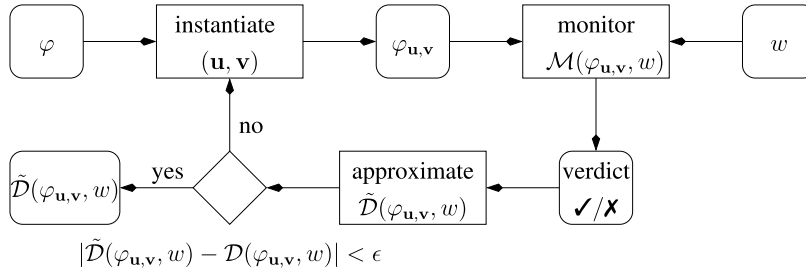 φ
instantiate
(u, v)
φ_{u,v}
monitor
ℳ(φ_{u,v}, w)
w
no
yes
𝒟̃(φ_{u,v}, w)
approximate
𝒟̃(φ_{u,v}, w)
verdict
✓/✗
|𝒟̃(φ_{u,v}, w) − 𝒟(φ_{u,v}, w)| < ϵ